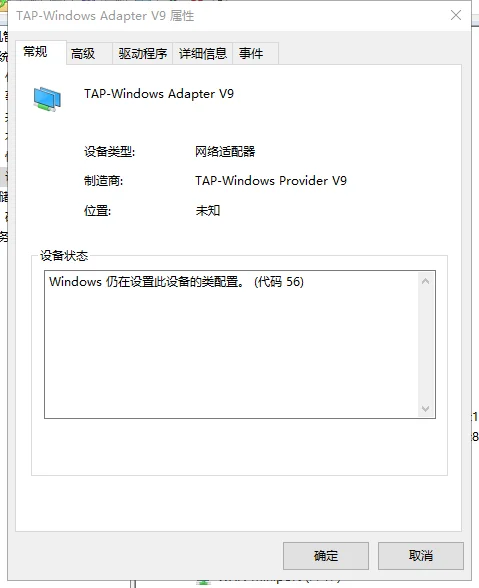 TAP-Windows Adapter V9 属性
常规
高级
驱动程序
详细信息
事件
TAP-Windows Adapter V9
设备类型:
网络适配器
制造商:
TAP-Windows Provider V9
位置:
未知
设备状态
Windows 仍在设置此设备的类配置。 (代码 56)
确定
取消